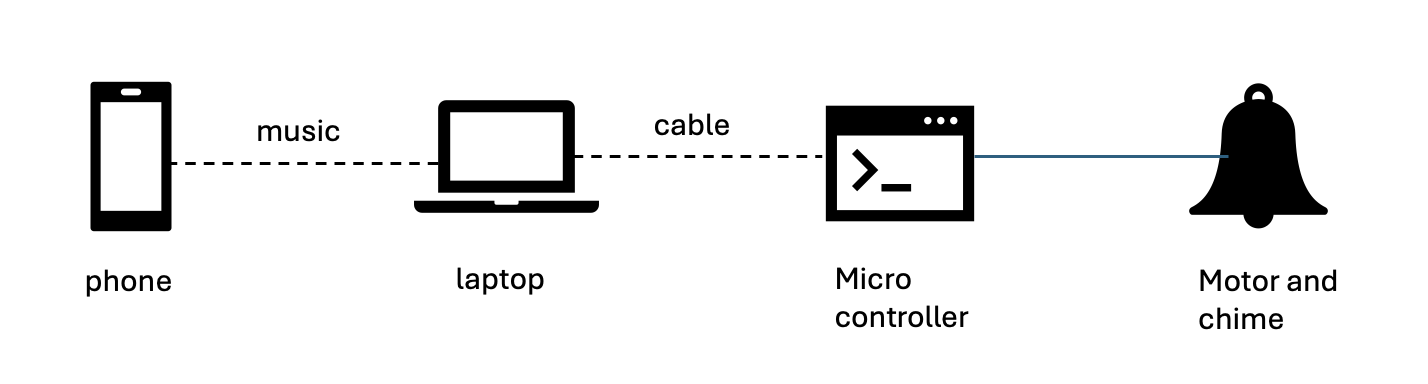 music
cable
phone
laptop
Micro
controller
Motor and
chime